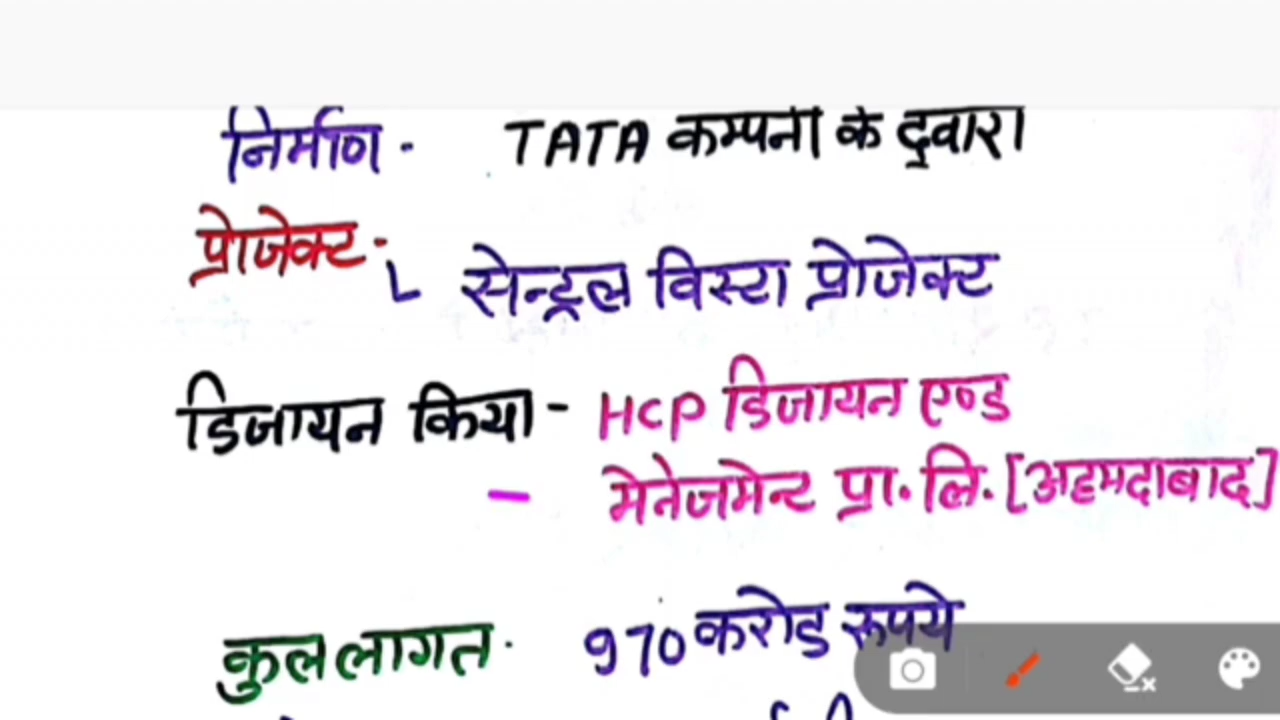 निर्माण - TATA कम्पनी के द्वारा
प्रोजेक्ट - सेन्ट्रल विस्टा प्रोजेक्ट
डिजायन किया - HCP डिजायन एण्ड
- मेनेजमेन्ट प्रा. लि. [अहमदाबाद]
कुल लागत - 970 करोड रूपये